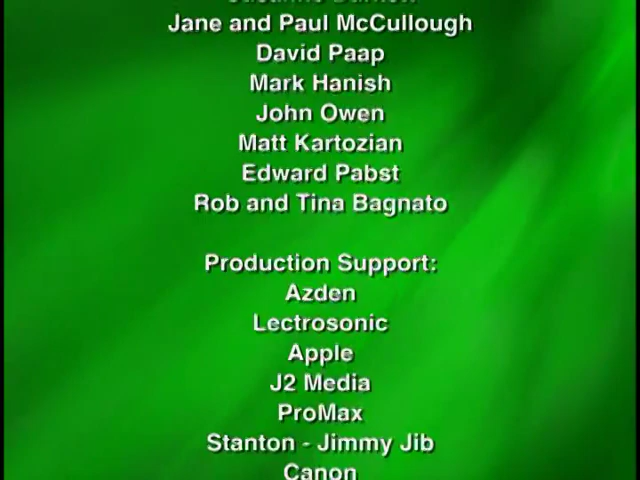 Jane and Paul McCullough
David Paap
Mark Hanish
John Owen
Matt Kartozian
Edward Pabst
Rob and Tina Bagnato
Production Support:
Azden
Lectrosonic
Apple
J2 Media
ProMax
Stanton - Jimmy Jib
Canon